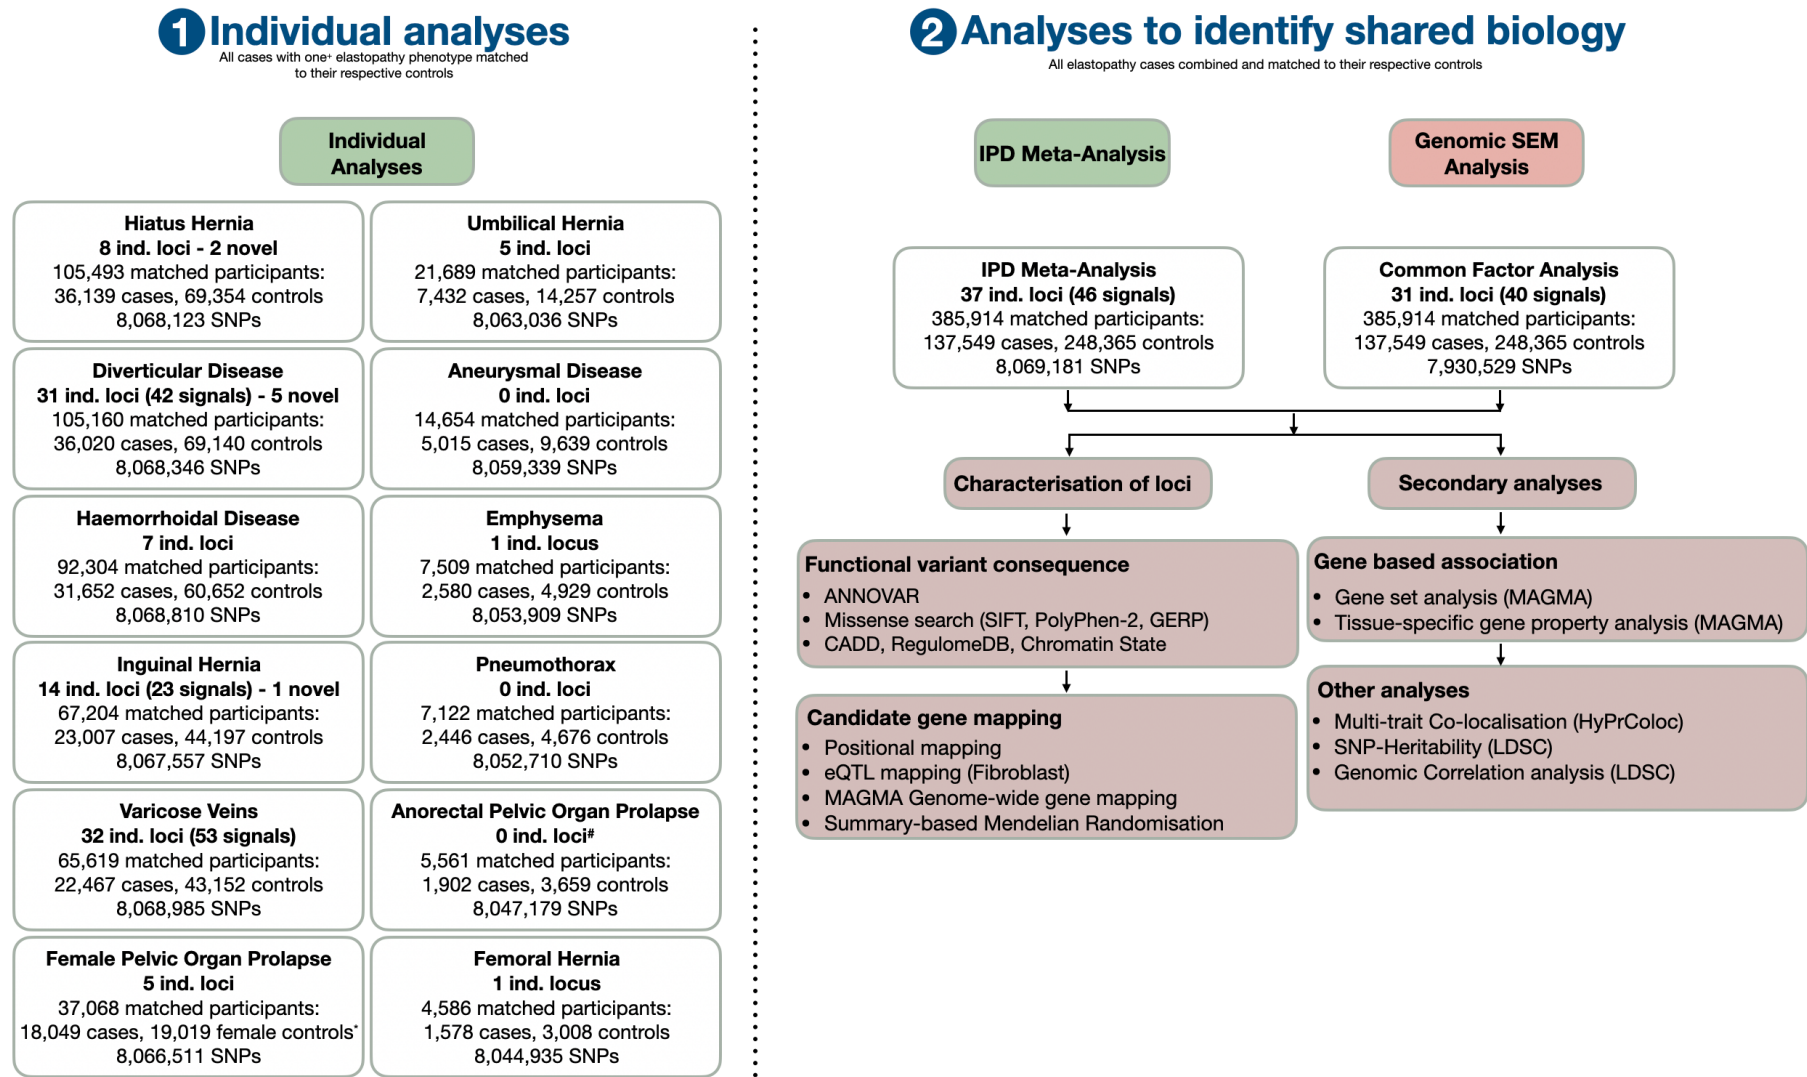 1 Individual analyses
All cases with one⁺ elastopathy phenotype matched
to their respective controls
Individual
Analyses
Hiatus Hernia
8 ind. loci - 2 novel
105,493 matched participants:
36,139 cases, 69,354 controls
8,068,123 SNPs
Umbilical Hernia
5 ind. loci
21,689 matched participants:
7,432 cases, 14,257 controls
8,063,036 SNPs
Diverticular Disease
31 ind. loci (42 signals) - 5 novel
105,160 matched participants:
36,020 cases, 69,140 controls
8,068,346 SNPs
Aneurysmal Disease
0 ind. loci
14,654 matched participants:
5,015 cases, 9,639 controls
8,059,339 SNPs
Haemorrhoidal Disease
7 ind. loci
92,304 matched participants:
31,652 cases, 60,652 controls
8,068,810 SNPs
Emphysema
1 ind. locus
7,509 matched participants:
2,580 cases, 4,929 controls
8,053,909 SNPs
Inguinal Hernia
14 ind. loci (23 signals) - 1 novel
67,204 matched participants:
23,007 cases, 44,197 controls
8,067,557 SNPs
Pneumothorax
0 ind. loci
7,122 matched participants:
2,446 cases, 4,676 controls
8,052,710 SNPs
Varicose Veins
32 ind. loci (53 signals)
65,619 matched participants:
22,467 cases, 43,152 controls
8,068,985 SNPs
Anorectal Pelvic Organ Prolapse
0 ind. loci#
5,561 matched participants:
1,902 cases, 3,659 controls
8,047,179 SNPs
Female Pelvic Organ Prolapse
5 ind. loci
37,068 matched participants:
18,049 cases, 19,019 female controls*
8,066,511 SNPs
Femoral Hernia
1 ind. locus
4,586 matched participants:
1,578 cases, 3,008 controls
8,044,935 SNPs
2 Analyses to identify shared biology
All elastopathy cases combined and matched to their respective controls
IPD Meta-Analysis
Genomic SEM
Analysis
IPD Meta-Analysis
37 ind. loci (46 signals)
385,914 matched participants:
137,549 cases, 248,365 controls
8,069,181 SNPs
Common Factor Analysis
31 ind. loci (40 signals)
385,914 matched participants:
137,549 cases, 248,365 controls
7,930,529 SNPs
Characterisation of loci
Functional variant consequence
• ANNOVAR
• Missense search (SIFT, PolyPhen-2, GERP)
• CADD, RegulomeDB, Chromatin State
Candidate gene mapping
• Positional mapping
• eQTL mapping (Fibroblast)
• MAGMA Genome-wide gene mapping
• Summary-based Mendelian Randomisation
Secondary analyses
Gene based association
• Gene set analysis (MAGMA)
• Tissue-specific gene property analysis (MAGMA)
Other analyses
• Multi-trait Co-localisation (HyPrColoc)
• SNP-Heritability (LDSC)
• Genomic Correlation analysis (LDSC)